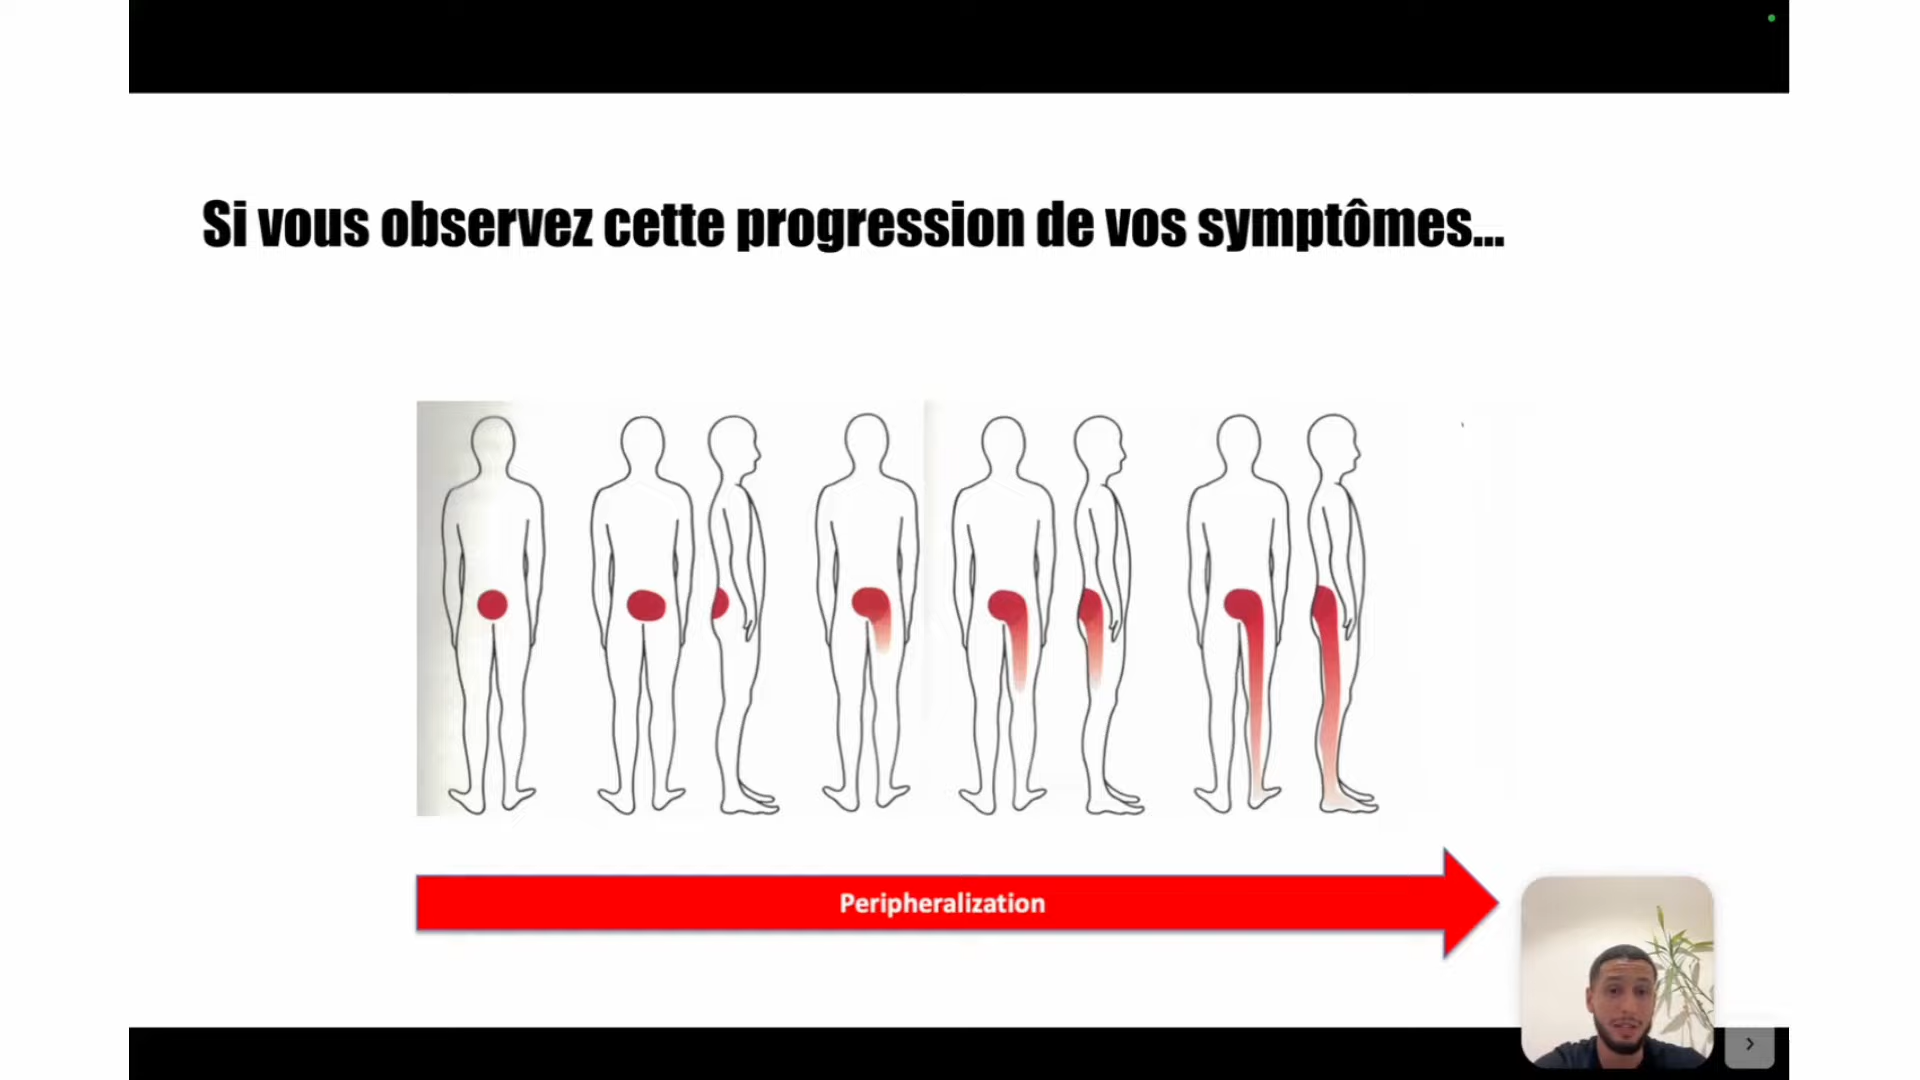 Si vous observez cette progression de vos symptômes...
Peripheralization